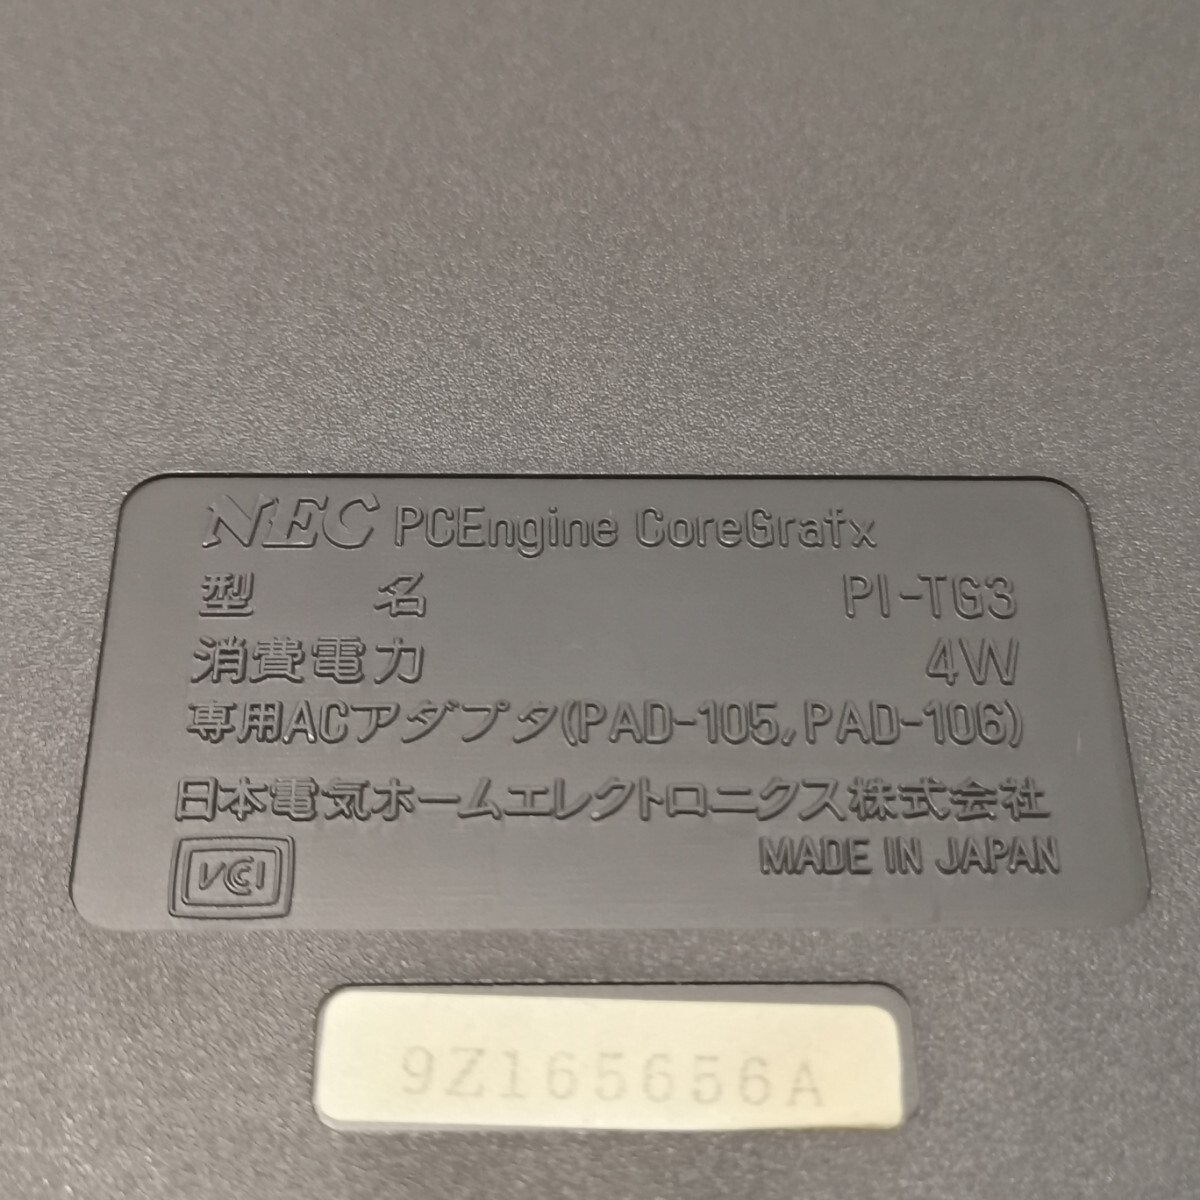 NEC PCEngine CoreGrafx
型 名 PI-TG3
消費電力 4W
専用ACアダプタ(PAD-105,PAD-106)
日本電気ホームエレクトロニクス株式会社
VCCI
MADE IN JAPAN
9Z165656A